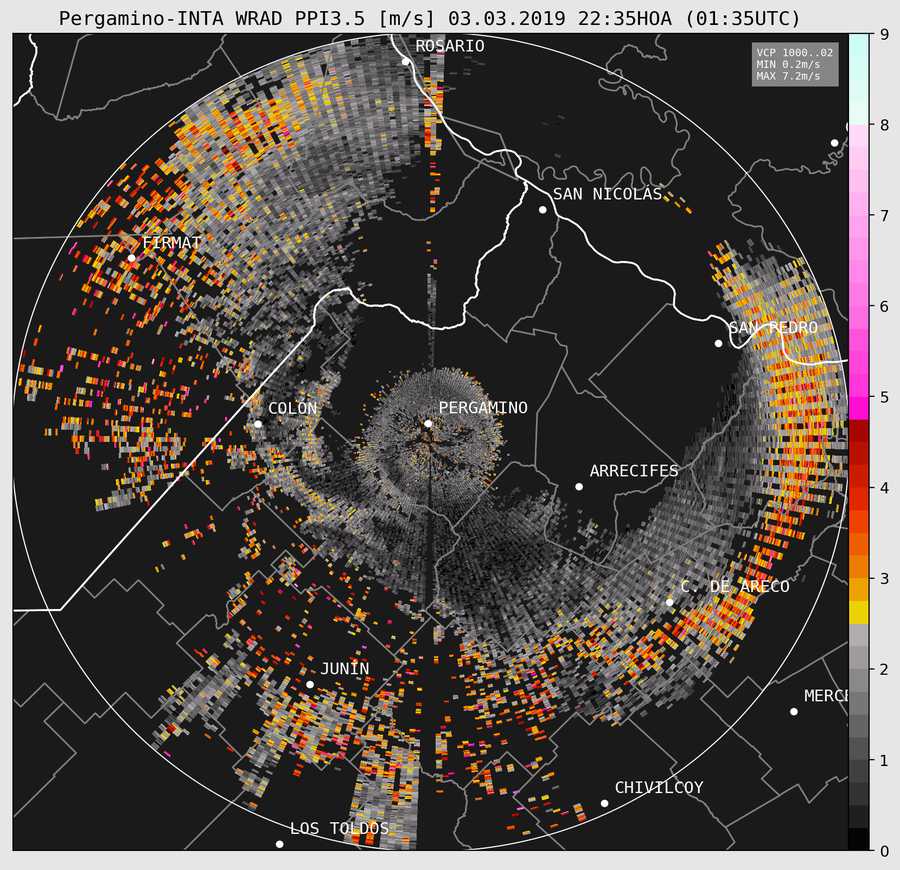 Pergamino-INTA WRAD PPI3.5 [m/s] 03.03.2019 22:35HOA (01:35UTC)
VCP 1000..02
MIN 0.2m/s
MAX 7.2m/s
ROSARIO
SAN NICOLAS
FIRMAT
SAN PEDRO
COLON
PERGAMINO
ARRECIFES
C. DE ARECO
JUNIN
MERCE
CHIVILCOY
LOS TOLDOS
9
8
7
6
5
4
3
2
1
0